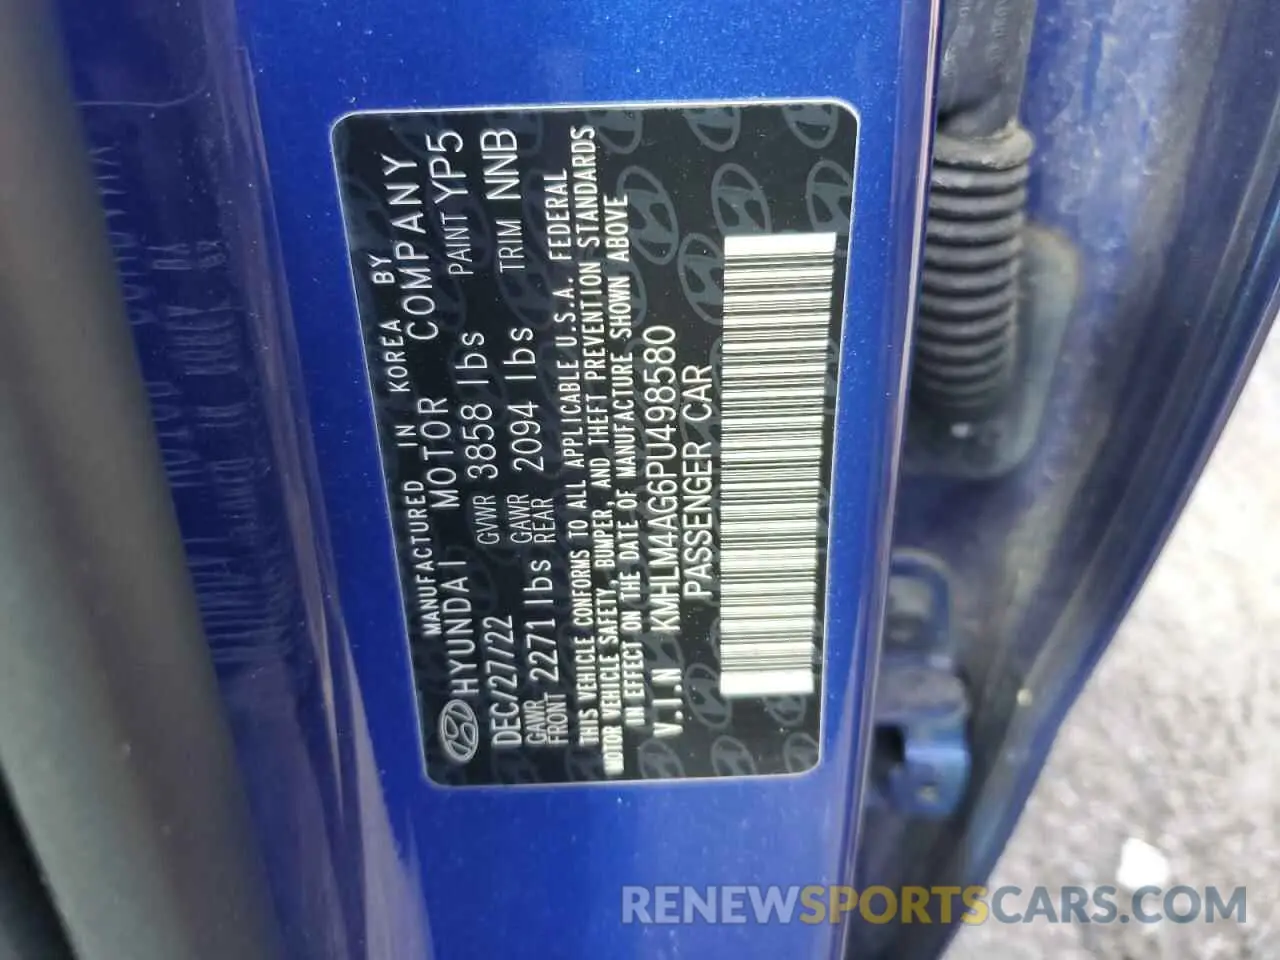 MANUFACTURED IN KOREA BY
HYUNDAI MOTOR COMPANY
DEC/27/22 GVWR 3858 lbs PAINT YP5
GAWR FRONT 2271 lbs GAWR REAR 2094 lbs TRIM NNB
THIS VEHICLE CONFORMS TO ALL APPLICABLE U.S.A. FEDERAL
MOTOR VEHICLE SAFETY, BUMPER, AND THEFT PREVENTION STANDARDS
IN EFFECT ON THE DATE OF MANUFACTURE SHOWN ABOVE
V.I.N KMHLM4AG6PU498580
PASSENGER CAR
RENEWSPORTSCARS.COM